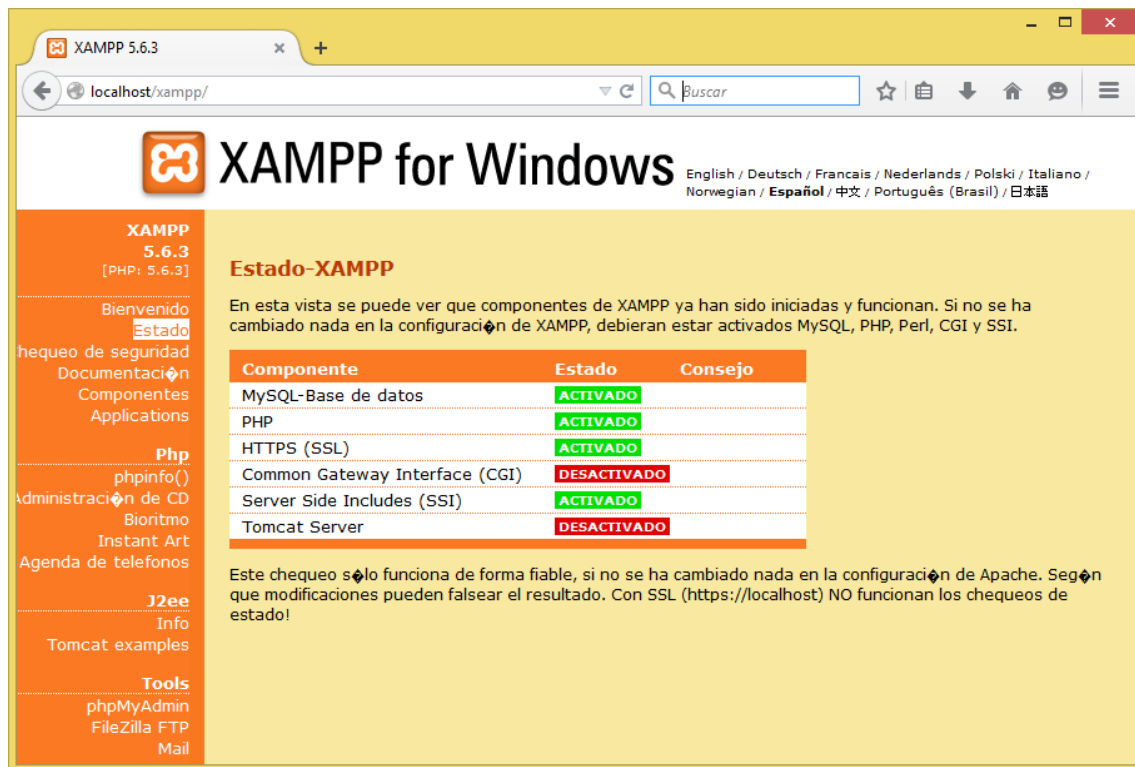 XAMPP 5.6.3
localhost/xampp/
Buscar
XAMPP for Windows
English / Deutsch / Francais / Nederlands / Polski / Italiano /
Norwegian / Español / 中文 / Português (Brasil) / 日本語
XAMPP
5.6.3
[PHP: 5.6.3]
Bienvenido
Estado
hequeo de seguridad
Documentaci�n
Componentes
Applications
Php
phpinfo()
Administraci�n de CD
Bioritmo
Instant Art
Agenda de telefonos
J2ee
Info
Tomcat examples
Tools
phpMyAdmin
FileZilla FTP
Mail
Estado-XAMPP
En esta vista se puede ver que componentes de XAMPP ya han sido iniciadas y funcionan. Si no se ha
cambiado nada en la configuraci�n de XAMPP, debieran estar activados MySQL, PHP, Perl, CGI y SSI.
Componente Estado Consejo
MySQL-Base de datos ACTIVADO
PHP ACTIVADO
HTTPS (SSL) ACTIVADO
Common Gateway Interface (CGI) DESACTIVADO
Server Side Includes (SSI) ACTIVADO
Tomcat Server DESACTIVADO
Este chequeo s�lo funciona de forma fiable, si no se ha cambiado nada en la configuraci�n de Apache. Seg�n
que modificaciones pueden falsear el resultado. Con SSL (https://localhost) NO funcionan los chequeos de
estado!